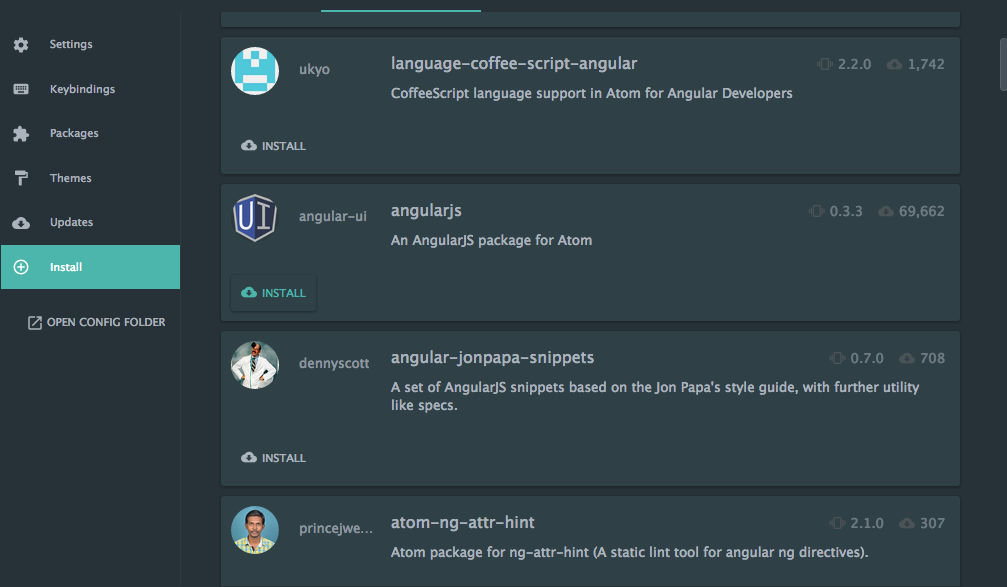 Settings
Keybindings
Packages
Themes
Updates
Install
OPEN CONFIG FOLDER
ukyo
language-coffee-script-angular
2.2.0
1,742
CoffeeScript language support in Atom for Angular Developers
INSTALL
UI
angular-ui
angularjs
0.3.3
69,662
An AngularJS package for Atom
INSTALL
dennyscott
angular-jonpapa-snippets
0.7.0
708
A set of AngularJS snippets based on the Jon Papa's style guide, with further utility
like specs.
INSTALL
princejwe...
atom-ng-attr-hint
2.1.0
307
Atom package for ng-attr-hint (A static lint tool for angular ng directives).